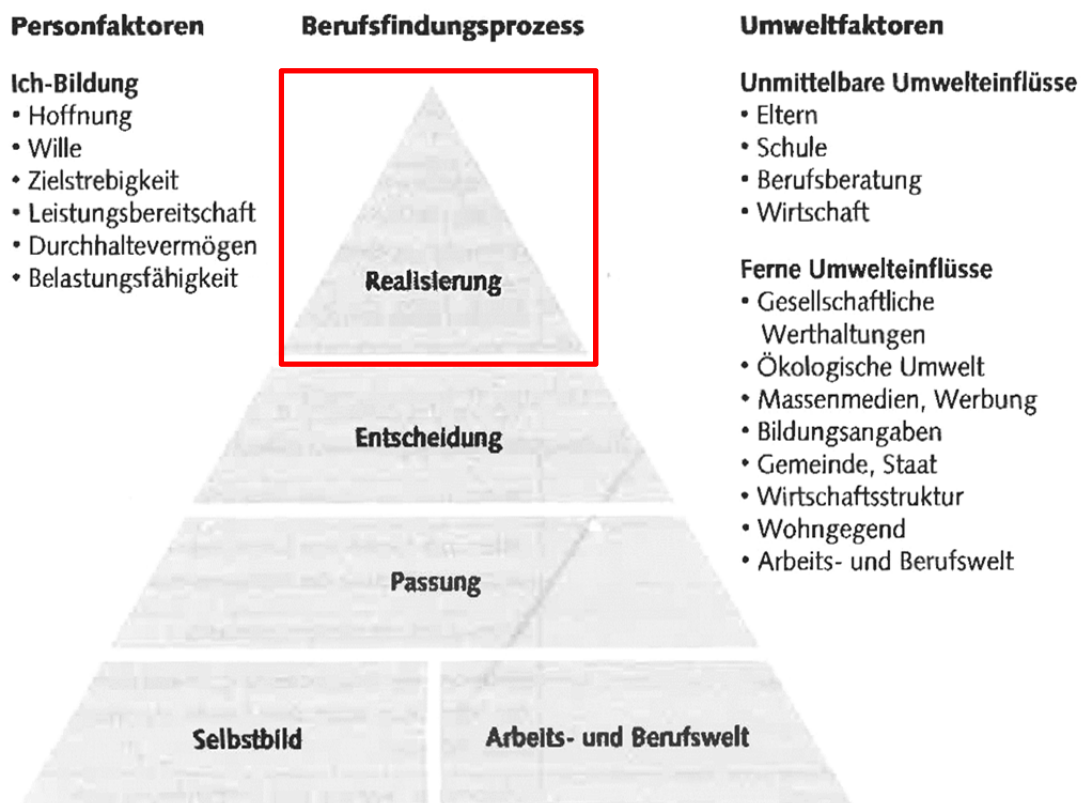 Personfaktoren
Ich-Bildung
• Hoffnung
• Wille
• Zielstrebigkeit
• Leistungsbereitschaft
• Durchhaltevermögen
• Belastungsfähigkeit
Berufsfindungsprozess
Realisierung
Entscheidung
Passung
Selbstbild
Arbeits- und Berufswelt
Umweltfaktoren
Unmittelbare Umwelteinflüsse
• Eltern
• Schule
• Berufsberatung
• Wirtschaft
Ferne Umwelteinflüsse
• Gesellschaftliche
Werthaltungen
• Ökologische Umwelt
• Massenmedien, Werbung
• Bildungsangaben
• Gemeinde, Staat
• Wirtschaftsstruktur
• Wohngegend
• Arbeits- und Berufswelt